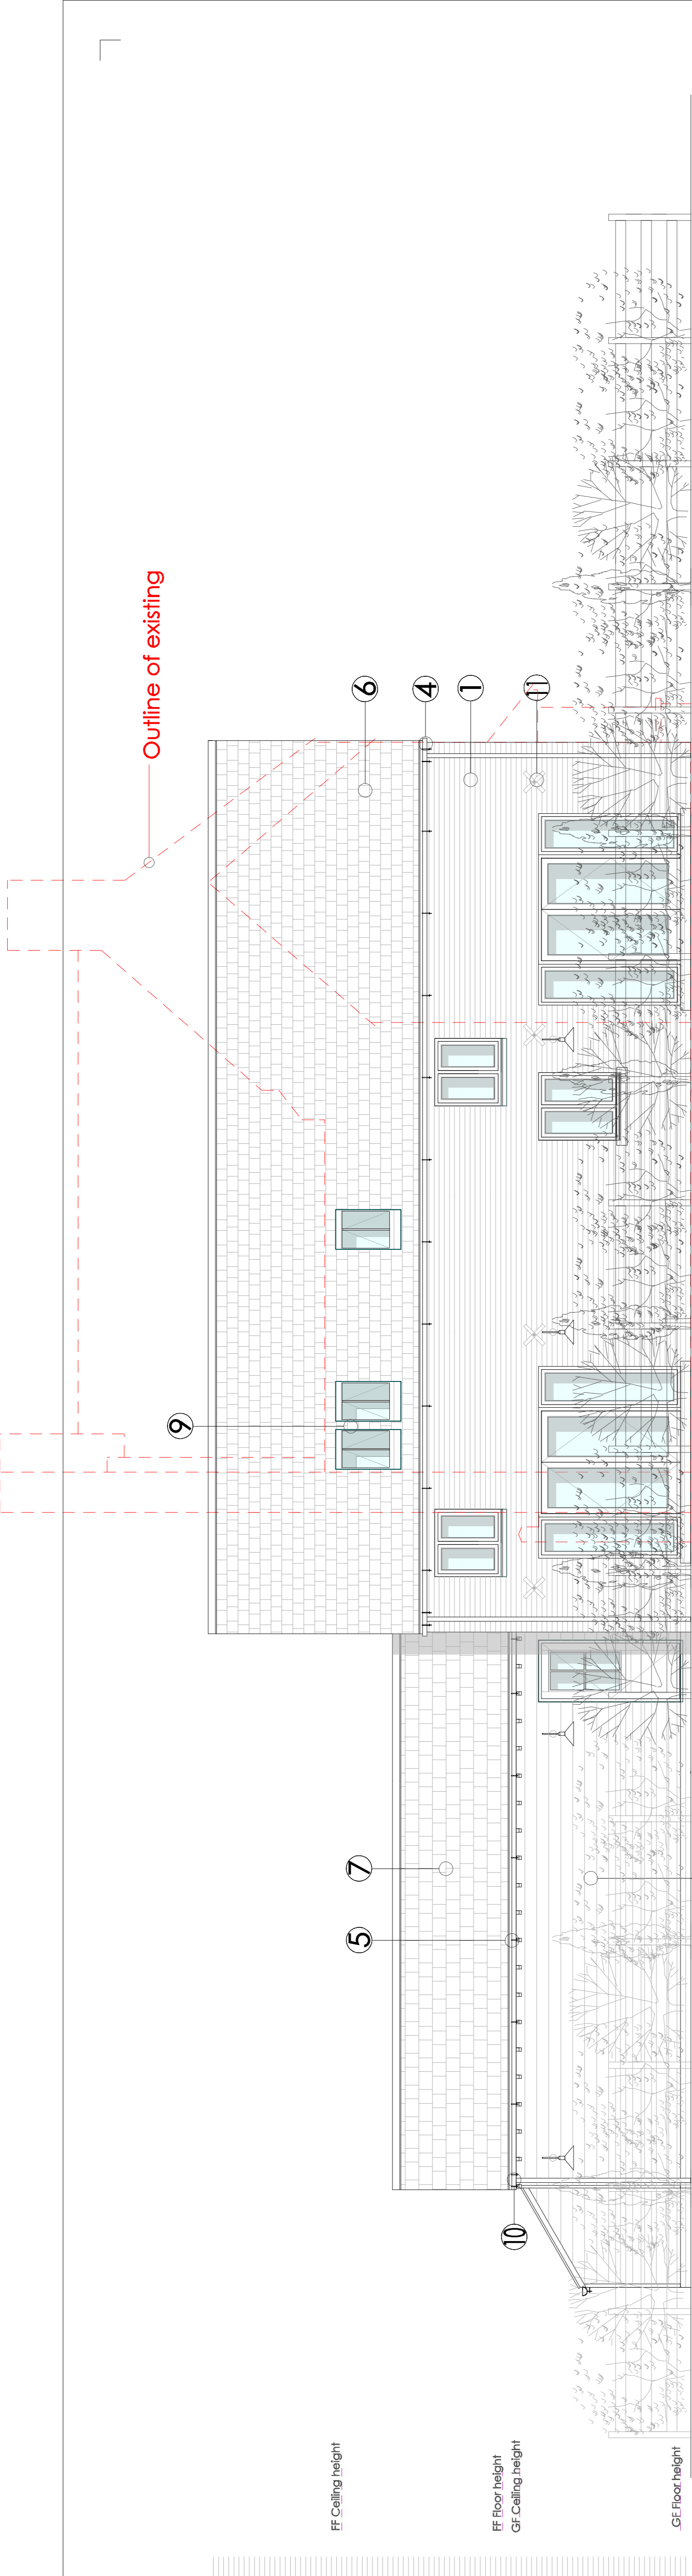 Outline of existing
6
4
1
11
9
7
5
10
FF Ceiling height
FF Floor height
GF Ceiling height
GF Floor height